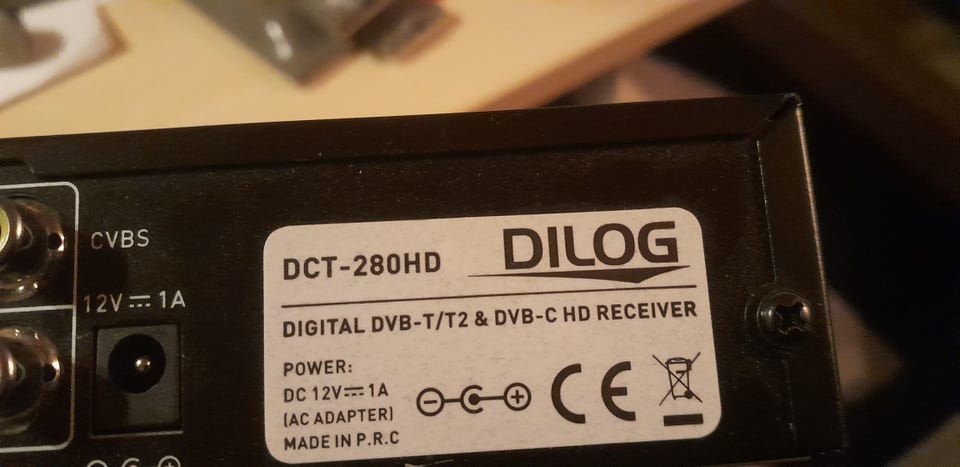 CVBS
12V⎓1A
DCT-280HD
DILOG
DIGITAL DVB-T/T2 & DVB-C HD RECEIVER
POWER:
DC 12V⎓1A
(AC ADAPTER)
MADE IN P.R.C
CE